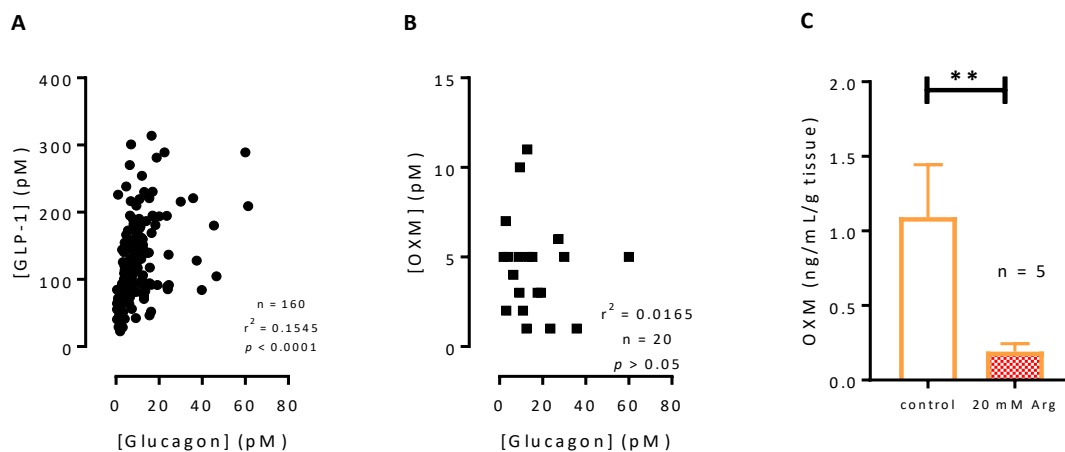 A
B
C
[GLP-1] (pM)
400
300
200
100
0
n = 160
r² = 0.1545
p < 0.0001
0 20 40 60 80
[Glucagon] (pM)
[OXM] (pM)
15
10
5
0
r² = 0.0165
n = 20
p > 0.05
0 20 40 60 80
[Glucagon] (pM)
OXM (ng/mL/g tissue)
2.0
1.5
1.0
0.5
0.0
**
n = 5
control 20 mM Arg